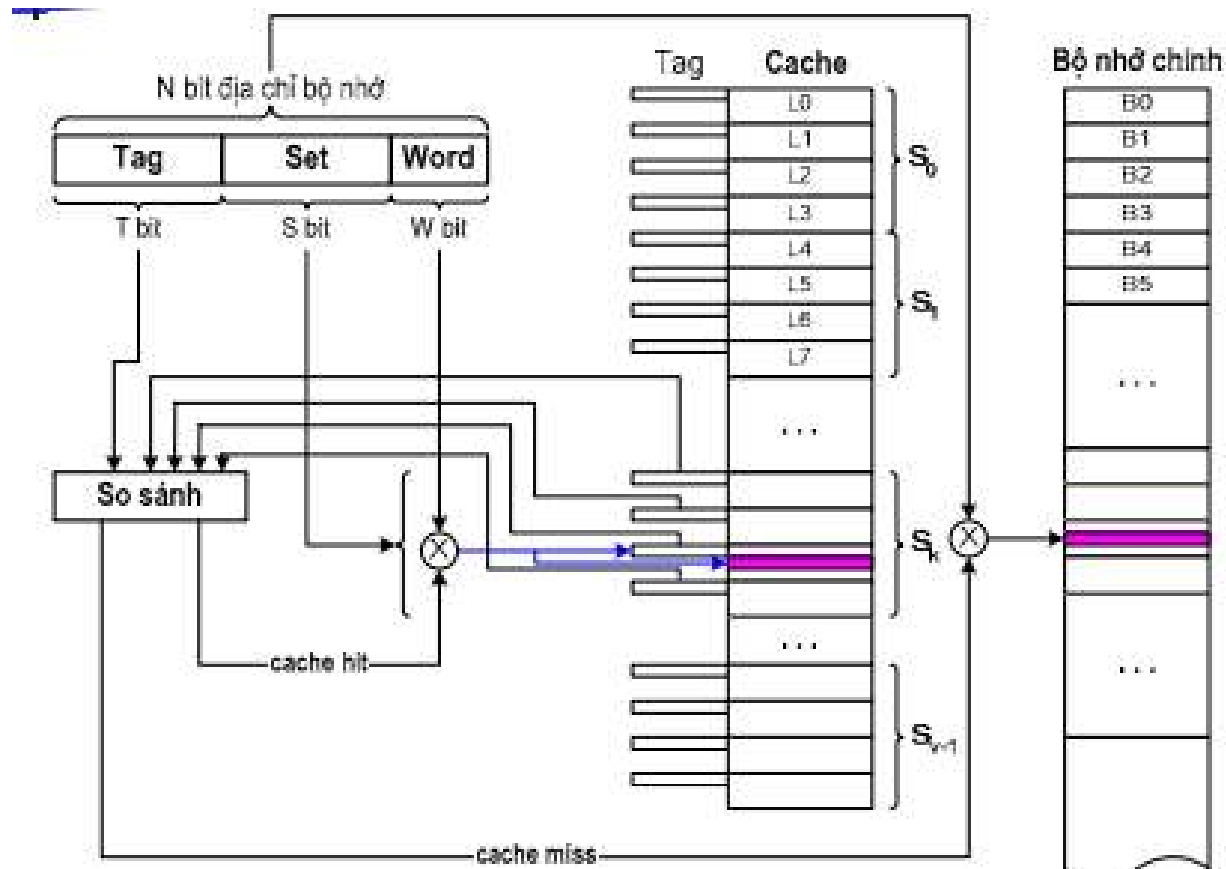 Tag
Cache
Bộ nhớ chính
N bit địa chỉ bộ nhớ
Tag
Set
Word
T bit
S bit
W bit
L0
L1
L2
L3
S0
L4
L5
L6
L7
S1
. . .
B0
B1
B2
B3
B4
B5
. . .
So sánh
Sk
cache hit
. . .
. . .
Sv-1
cache miss